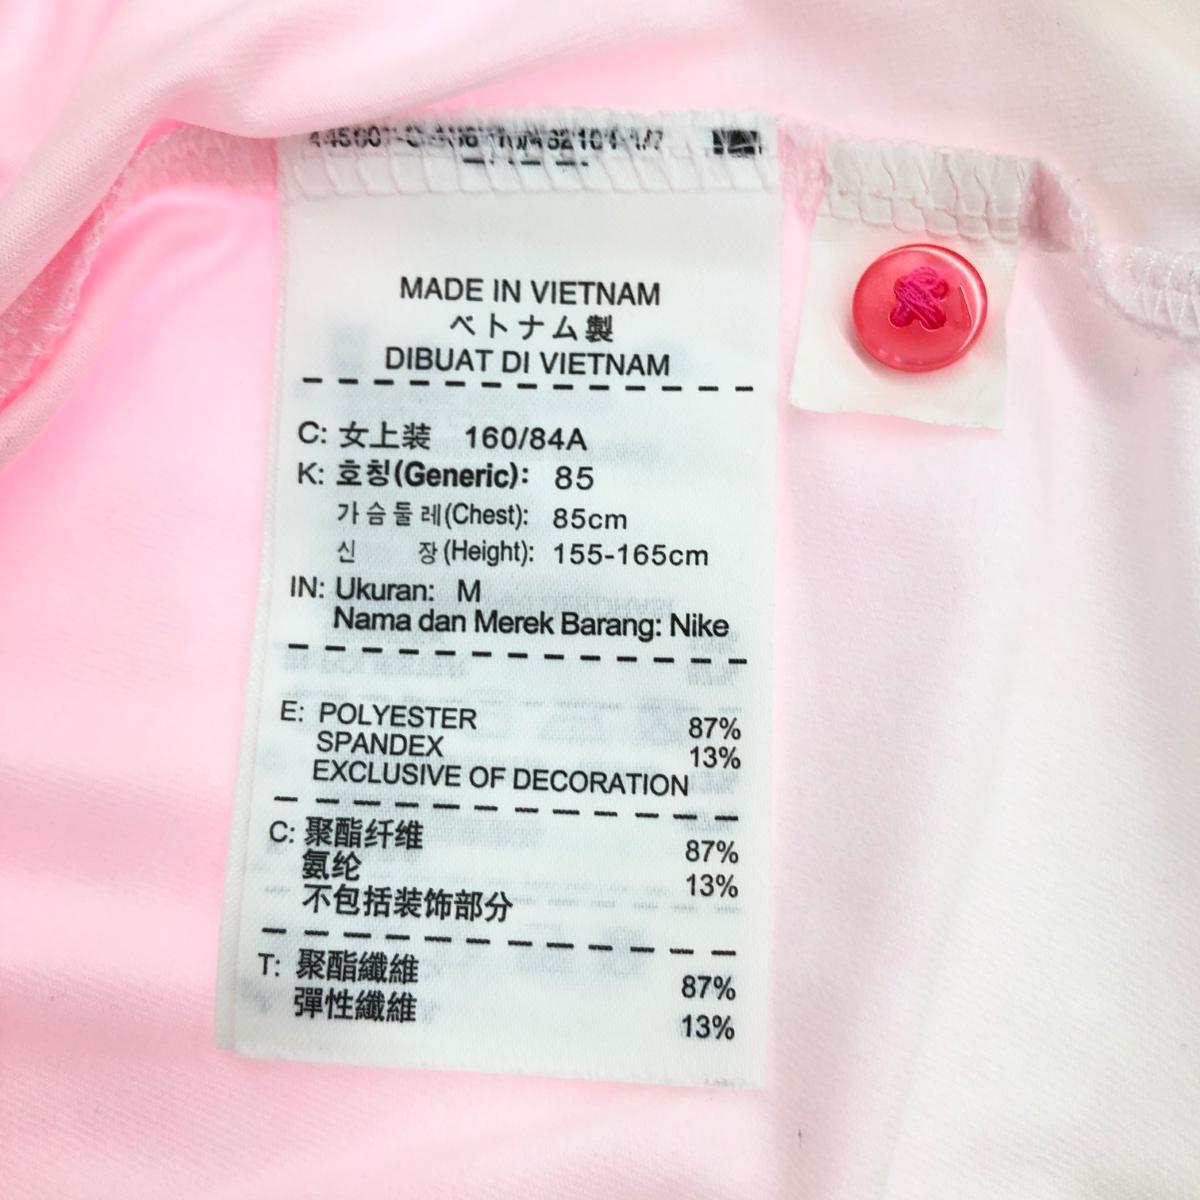 MADE IN VIETNAM
ベトナム製
DIBUAT DI VIETNAM
C: 女上装 160/84A
K: 호칭(Generic): 85
가슴둘레(Chest): 85cm
신 장(Height): 155-165cm
IN: Ukuran: M
Nama dan Merek Barang: Nike
E: POLYESTER 87%
SPANDEX 13%
EXCLUSIVE OF DECORATION
C: 聚酯纤维 87%
氨纶 13%
不包括装饰部分
T: 聚酯纖維 87%
彈性纖維 13%